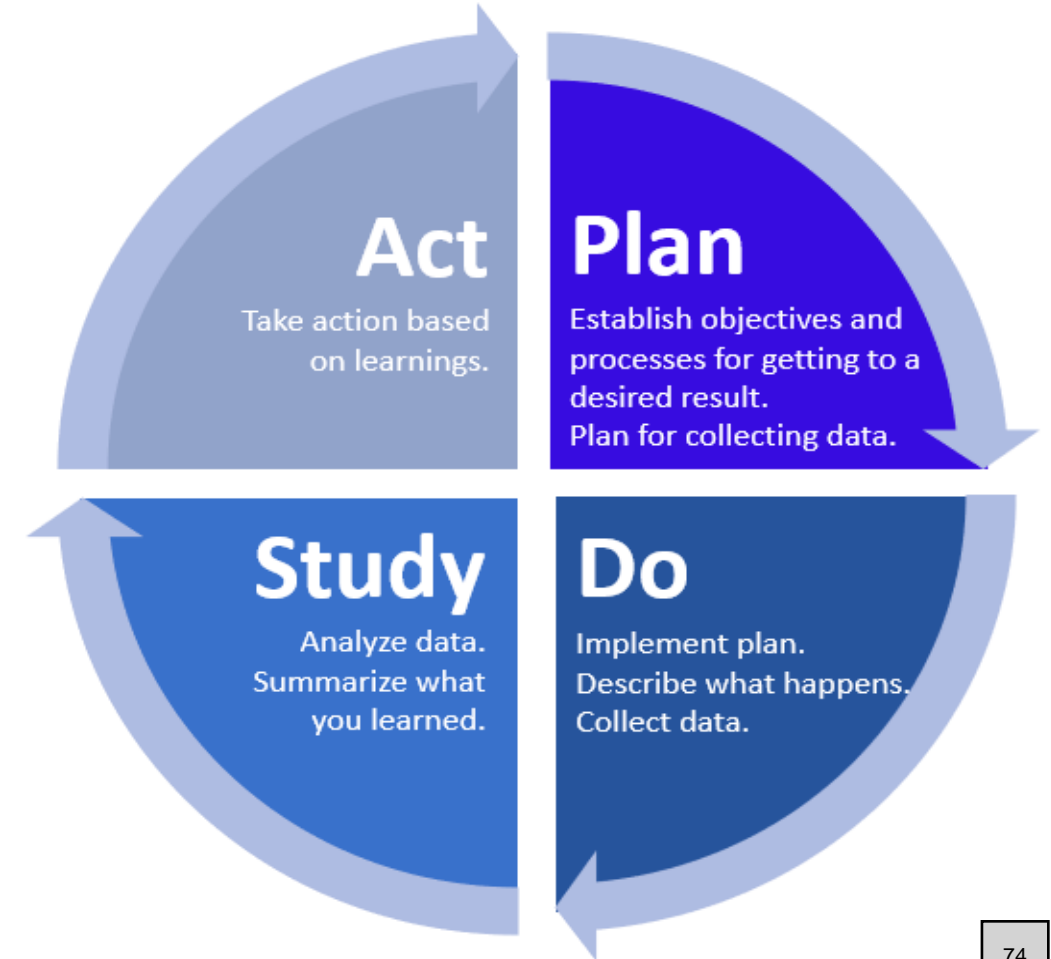 Act
Take action based
on learnings.
Plan
Establish objectives and
processes for getting to a
desired result.
Plan for collecting data.
Study
Analyze data.
Summarize what
you learned.
Do
Implement plan.
Describe what happens.
Collect data.
74